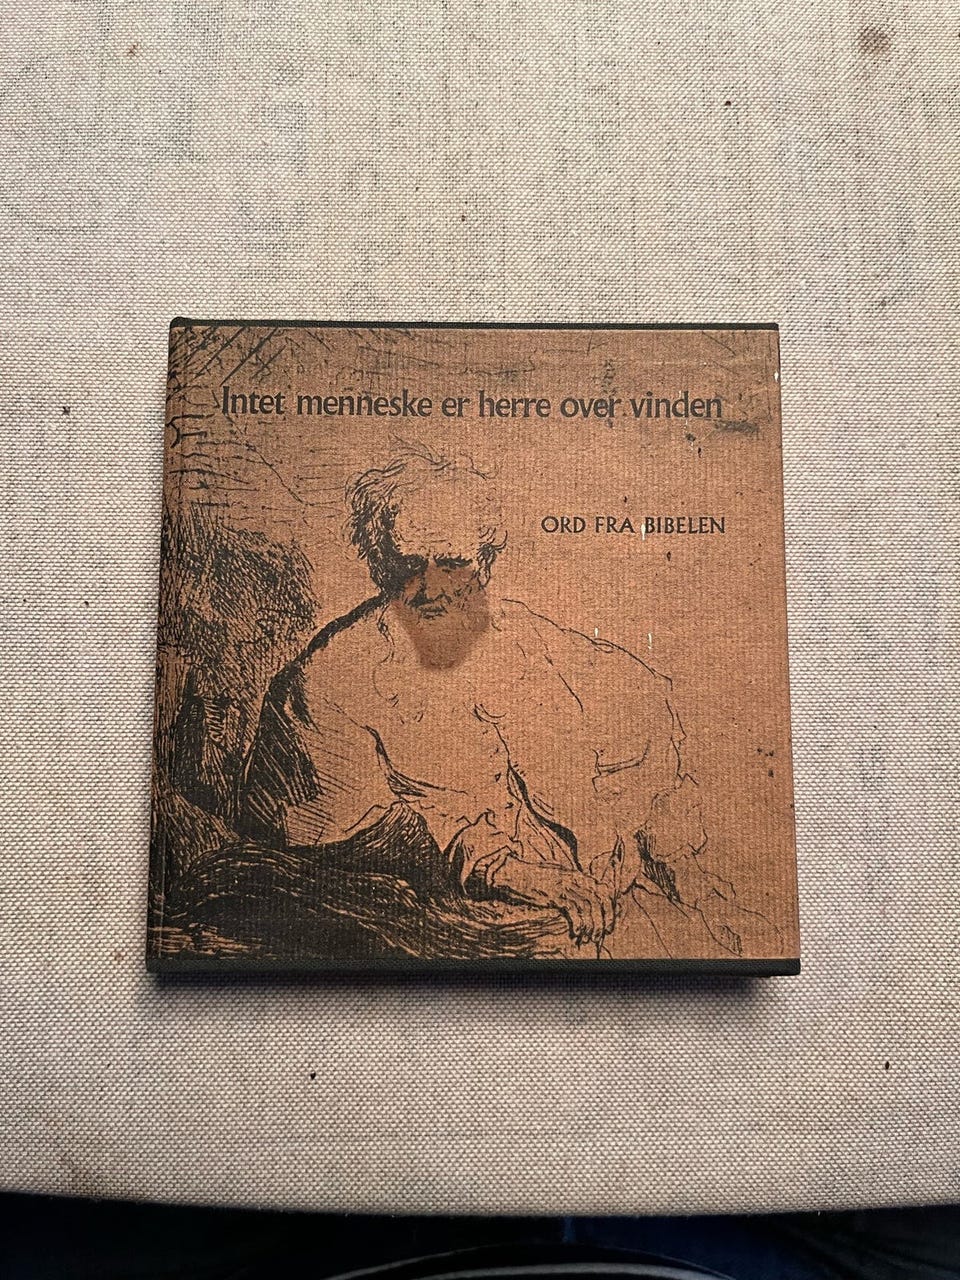 Intet menneske er herre over vinden
ORD FRA BIBELEN